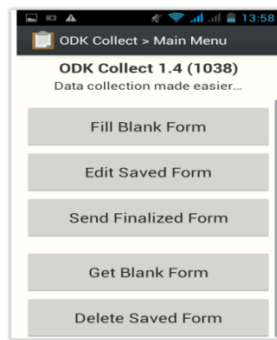 13:58
ODK Collect > Main Menu
ODK Collect 1.4 (1038)
Data collection made easier...
Fill Blank Form
Edit Saved Form
Send Finalized Form
Get Blank Form
Delete Saved Form